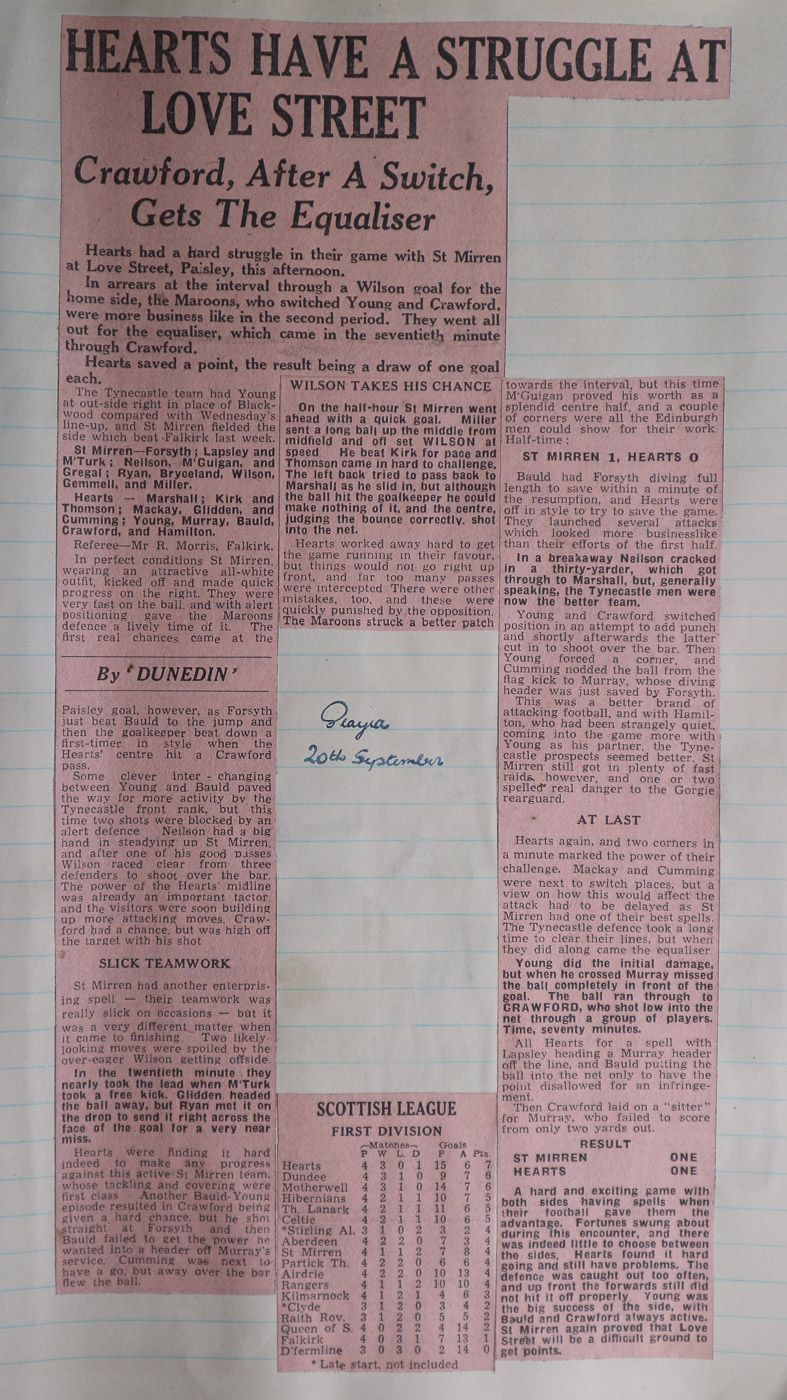 HEARTS HAVE A STRUGGLE AT
LOVE STREET
Crawford, After A Switch,
Gets The Equaliser
Hearts had a hard struggle in their game with St Mirren
at Love Street, Paisley, this afternoon.
In arrears at the interval through a Wilson goal for the
home side, the Maroons, who switched Young and Crawford,
were more business like in the second period. They went all
out for the equaliser, which came in the seventieth minute
through Crawford.
Hearts saved a point, the result being a draw of one goal
each.
The Tynecastle team had Young
at out-side right in place of Black-
wood compared with Wednesday's
line-up, and St Mirren fielded the
side which beat Falkirk last week.
St Mirren—Forsyth; Lapsley and
M'Turk; Neilson, M'Guigan, and
Gregal; Ryan, Bryceland, Wilson,
Gemmell, and Miller.
Hearts — Marshall; Kirk and
Thomson; Mackay, Glidden, and
Cumming; Young, Murray, Bauld,
Crawford, and Hamilton.
Referee—Mr R. Morris, Falkirk.
In perfect conditions St Mirren,
wearing an attractive all-white
outfit, kicked off and made quick
progress on the right. They were
very fast on the ball, and with alert
positioning gave the Maroons
defence a lively time of it. The
first real chances came at the
By 'DUNEDIN'
Paisley goal, however, as Forsyth
just beat Bauld to the jump and
then the goalkeeper beat down a
first-timer in style when the
Hearts' centre hit a Crawford
pass.
Some clever inter-changing
between Young and Bauld paved
the way for more activity by the
Tynecastle front rank, but this
time two shots were blocked by an
alert defence Neilson had a big
hand in steadying up St Mirren,
and after one of his good passes
Wilson raced clear from three
defenders to shoot over the bar.
The power of the Hearts' midline
was already an important factor,
and the visitors were soon building
up more attacking moves. Craw-
ford had a chance, but was high off
the target with his shot
SLICK TEAMWORK
St Mirren had another enterpris-
ing spell — their teamwork was
really slick on occasions — but it
was a very different matter when
it came to finishing. Two likely-
looking moves were spoiled by the
over-eager Wilson getting offside.
In the twentieth minute they
nearly took the lead when M'Turk
took a free kick. Glidden headed
the ball away, but Ryan met it on
the drop to send it right across the
face of the goal for a very near
miss.
Hearts were finding it hard
indeed to make any progress
against this active St Mirren team,
whose tackling and covering were
first class Another Bauld-Young
episode resulted in Crawford being
given a hard chance, but he shot
straight at Forsyth and then
Bauld failed to get the power he
wanted into a header off Murray's
service. Cumming was next to
have a go, but away over the bar
flew the ball.
WILSON TAKES HIS CHANCE
On the half-hour St Mirren went
ahead with a quick goal. Miller
sent a long ball up the middle from
midfield and off set WILSON at
speed. He beat Kirk for pace and
Thomson came in hard to challenge.
The left back tried to pass back to
Marshall as he slid in, but although
the ball hit the goalkeeper he could
make nothing of it, and the centre,
judging the bounce correctly, shot
into the net.
Hearts worked away hard to get
the game running in their favour,
but things would not go right up
front, and far too many passes
were intercepted There were other
mistakes, too, and these were
quickly punished by the opposition.
The Maroons struck a better patch
20th September
SCOTTISH LEAGUE
FIRST DIVISION
Matches Goals
P W L. D F A Pts.
Hearts 4 3 0 1 15 6 7
Dundee 4 3 1 0 9 7 6
Motherwell 4 3 1 0 14 7 6
Hibernians 4 2 1 1 10 7 5
Th. Lanark 4 2 1 1 11 6 5
Celtic 4 2 1 1 10 6 5
*Stirling Al. 3 1 0 2 3 2 4
Aberdeen 4 2 2 0 7 3 4
St Mirren 4 1 1 2 7 8 4
Partick Th. 4 2 2 0 6 6 4
Airdrie 4 2 2 0 10 13 4
Rangers 4 1 1 2 10 10 4
Kilmarnock 4 1 2 1 4 6 3
*Clyde 3 1 2 0 3 4 2
Raith Rov. 3 1 2 0 5 5 2
Queen of S. 4 0 2 2 4 14 2
Falkirk 4 0 3 1 7 13 1
D'fermline 3 0 3 0 2 14 0
* Late start, not included
towards the interval, but this time
M'Guigan proved his worth as a
splendid centre half, and a couple
of corners were all the Edinburgh
men could show for their work
Half-time:
ST MIRREN 1, HEARTS 0
Bauld had Forsyth diving full
length to save within a minute of
the resumption, and Hearts were
off in style to try to save the game.
They launched several attacks
which looked more businesslike
than their efforts of the first half.
In a breakaway Neilson cracked
in a thirty-yarder, which got
through to Marshall, but, generally
speaking, the Tynecastle men were
now the better team.
Young and Crawford switched
position in an attempt to add punch
and shortly afterwards the latter
cut in to shoot over the bar. Then
Young forced a corner, and
Cumming nodded the ball from the
flag kick to Murray, whose diving
header was just saved by Forsyth.
This was a better brand of
attacking football, and with Hamil-
ton, who had been strangely quiet,
coming into the game more with
Young as his partner, the Tyne-
castle prospects seemed better. St
Mirren still got in plenty of fast
raids, however, and one or two
spelled real danger to the Gorgie
rearguard.
AT LAST
Hearts again, and two corners in
a minute marked the power of their
challenge. Mackay and Cumming
were next to switch places, but a
view on how this would affect the
attack had to be delayed as St
Mirren had one of their best spells.
The Tynecastle defence took a long
time to clear their lines, but when
they did along came the equaliser.
Young did the initial damage,
but when he crossed Murray missed
the ball completely in front of the
goal. The ball ran through to
CRAWFORD, who shot low into the
net through a group of players.
Time, seventy minutes.
All Hearts for a spell with
Lapsley heading a Murray header
off the line, and Bauld putting the
ball into the net only to have the
point disallowed for an infringe-
ment.
Then Crawford laid on a "sitter"
for Murray, who failed to score
from only two yards out.
RESULT
ST MIRREN ONE
HEARTS ONE
A hard and exciting game with
both sides having spells when
their football gave them the
advantage. Fortunes swung about
during this encounter, and there
was indeed little to choose between
the sides. Hearts found it hard
going and still have problems. The
defence was caught out too often,
and up front the forwards still did
not hit it off properly. Young was
the big success of the side, with
Bauld and Crawford always active.
St Mirren again proved that Love
Street will be a difficult ground to
get points.